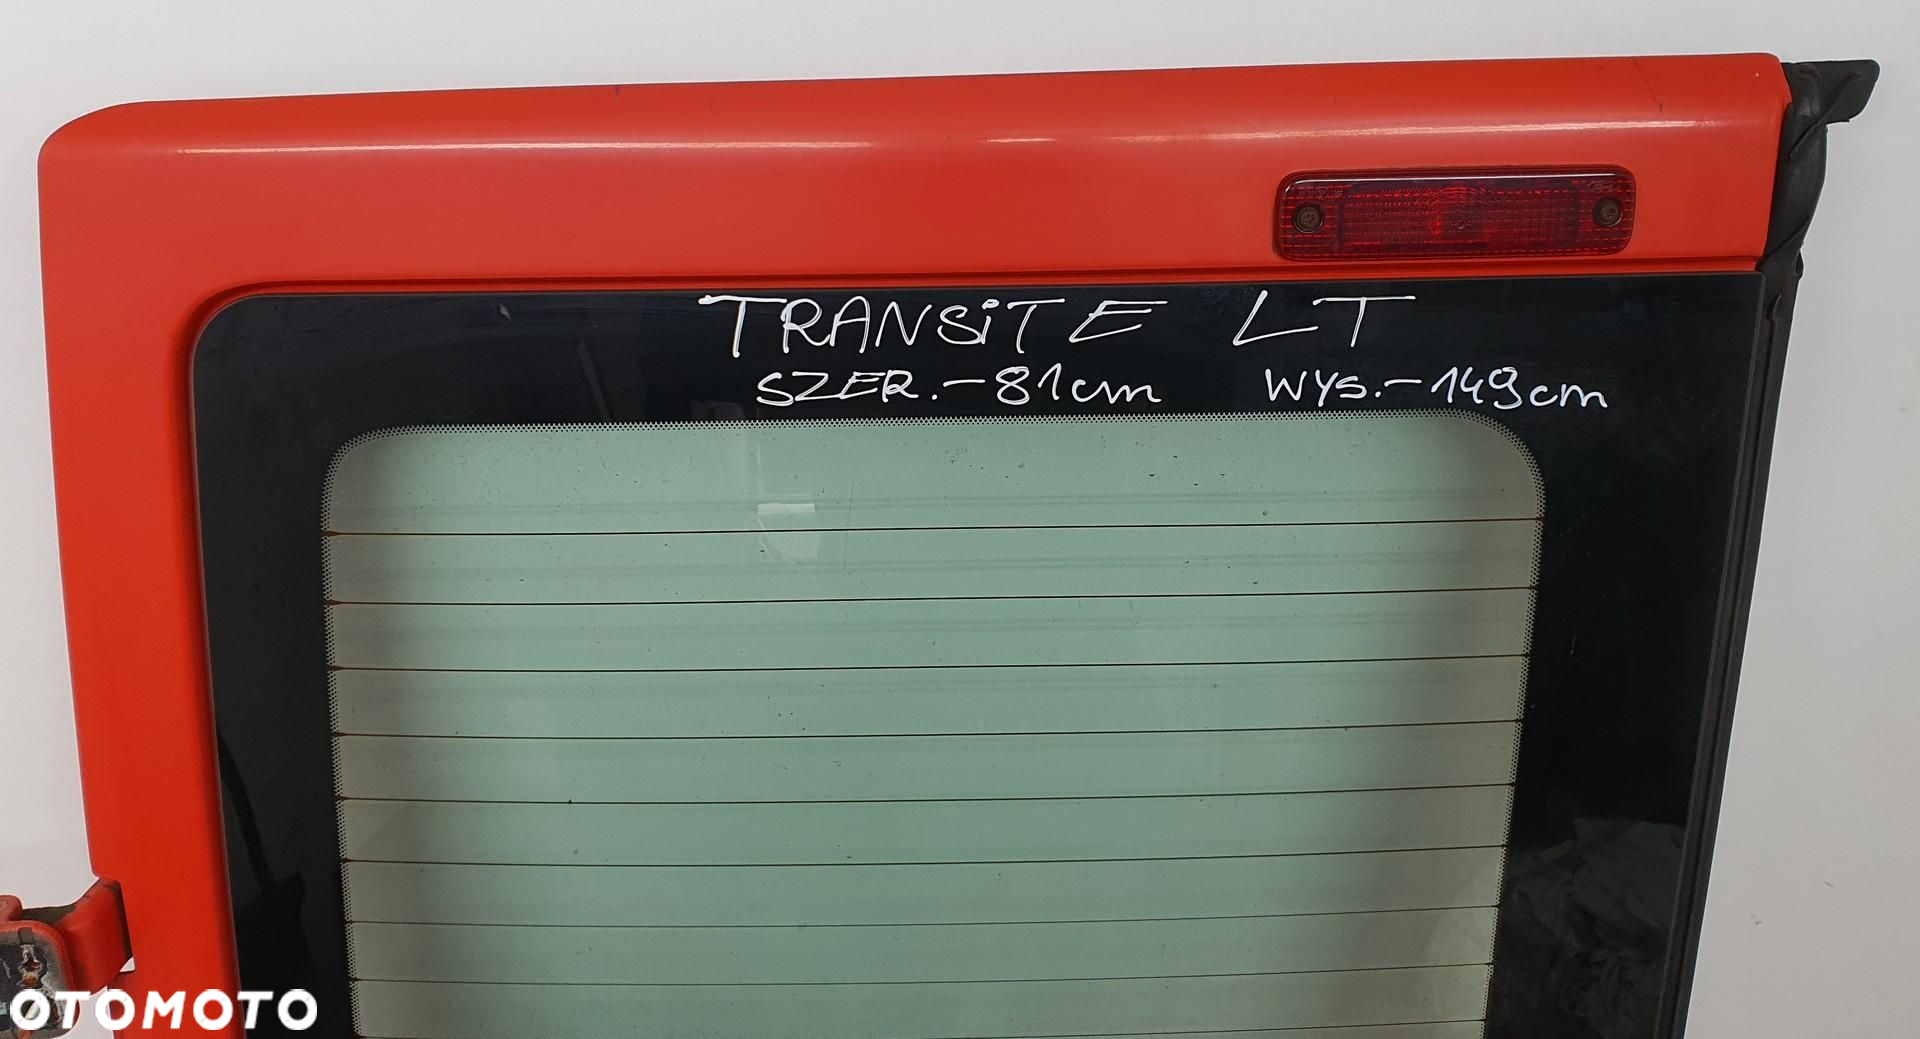 TRANSiTE LT
SZER.-81cm WYS.-149cm
OTOMOTO